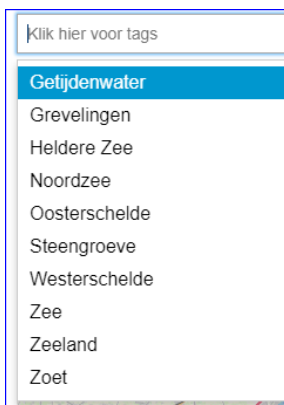 Klik hier voor tags
Getijdenwater
Grevelingen
Heldere Zee
Noordzee
Oosterschelde
Steengroeve
Westerschelde
Zee
Zeeland
Zoet